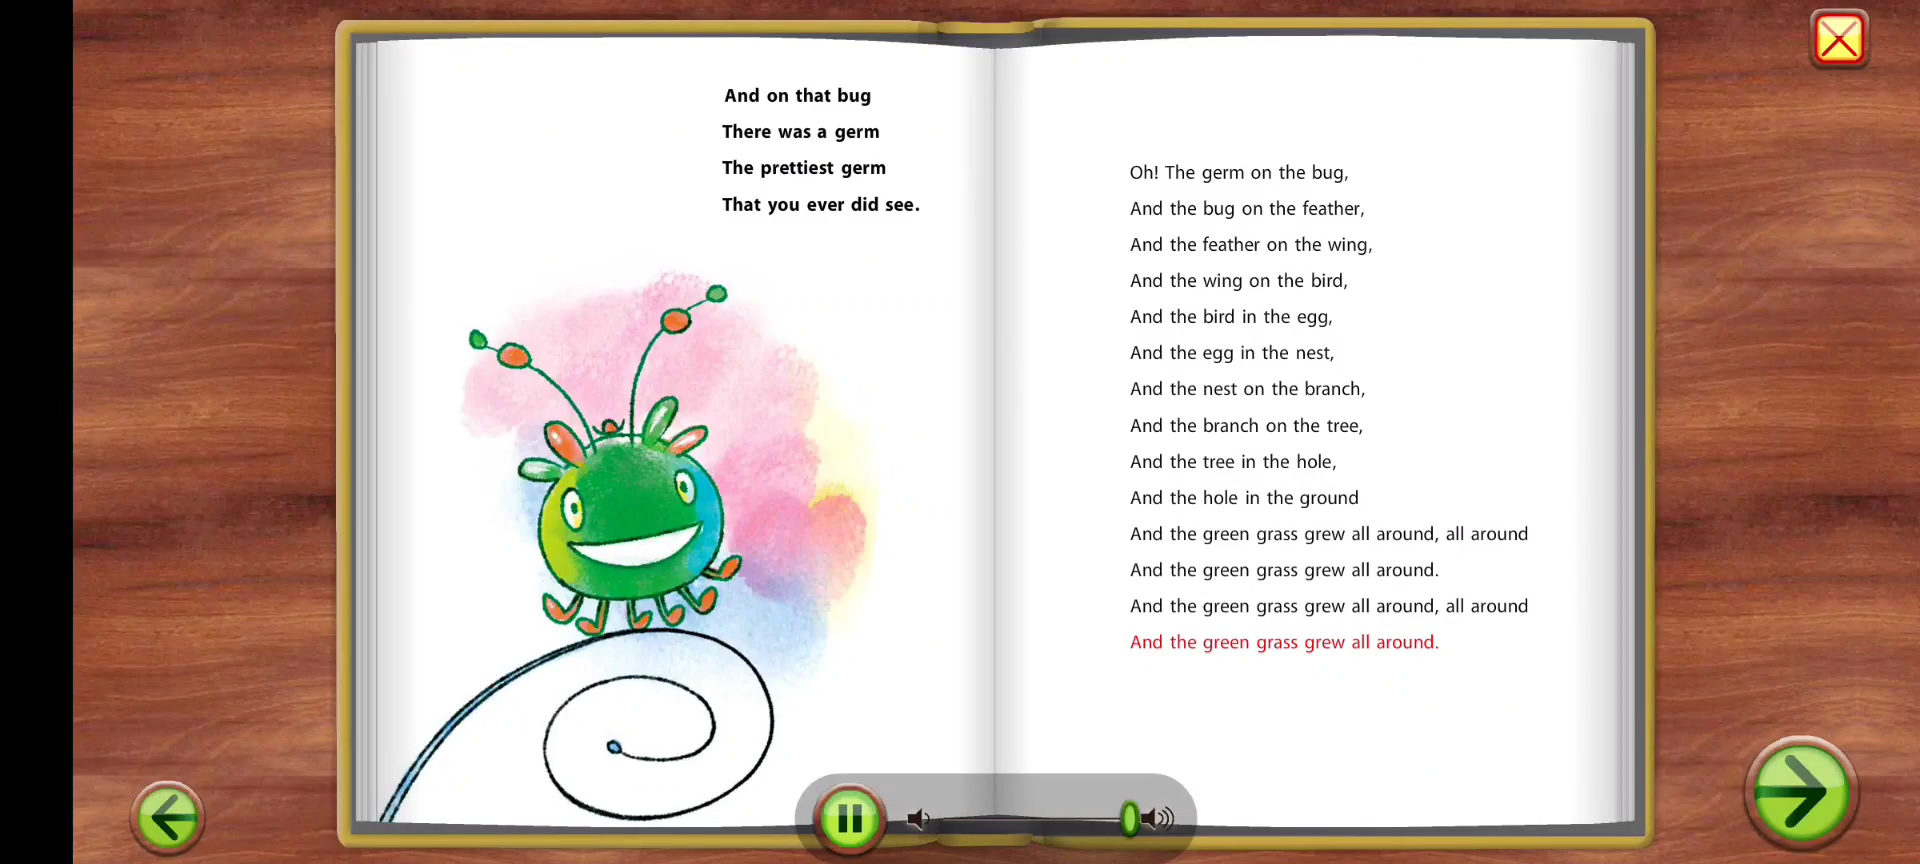 And on that bug
There was a germ
The prettiest germ
That you ever did see.
Oh! The germ on the bug,
And the bug on the feather,
And the feather on the wing,
And the wing on the bird,
And the bird in the egg,
And the egg in the nest,
And the nest on the branch,
And the branch on the tree,
And the tree in the hole,
And the hole in the ground
And the green grass grew all around, all around
And the green grass grew all around.
And the green grass grew all around, all around
And the green grass grew all around.